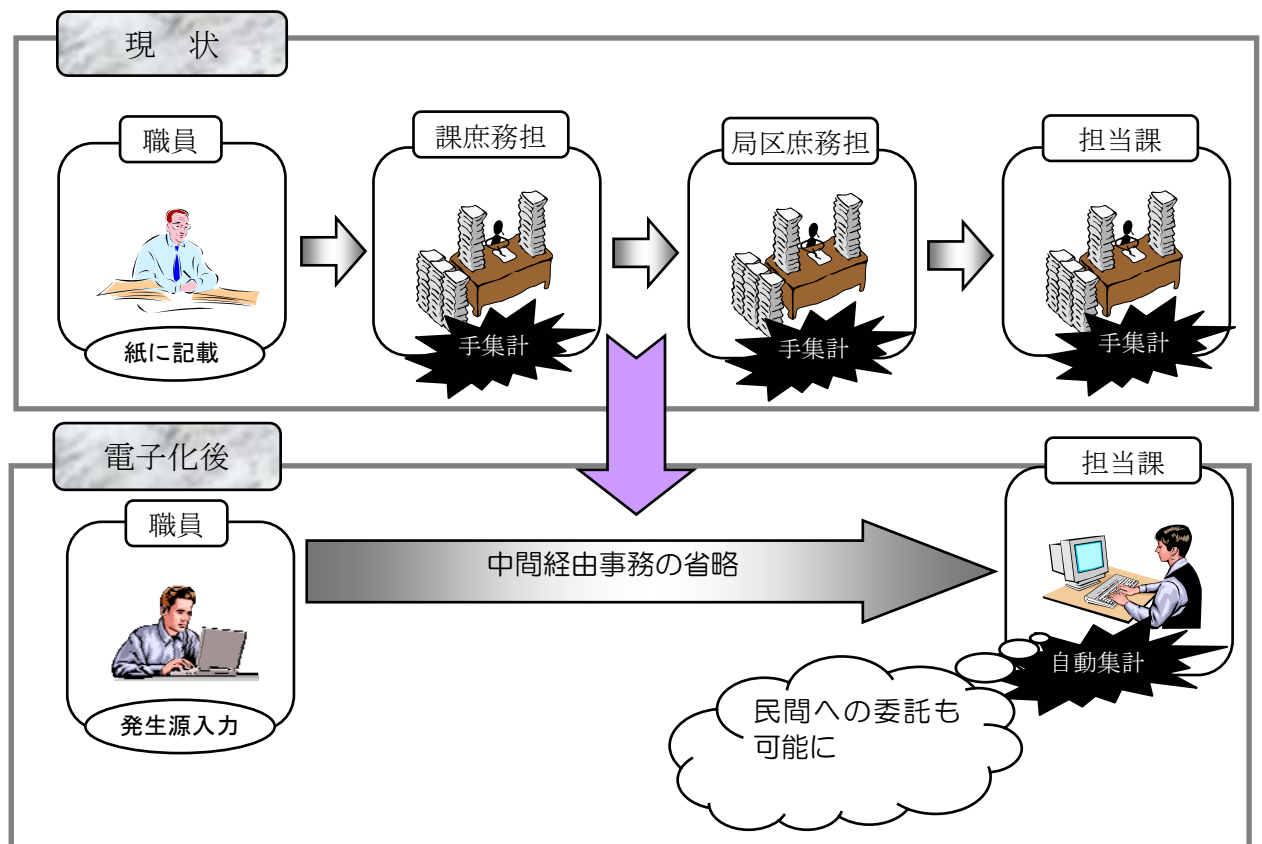 現 状
職員
課庶務担
局区庶務担
担当課
紙に記載
手集計
手集計
手集計
電子化後
職員
担当課
中間経由事務の省略
発生源入力
自動集計
民間への委託も
可能に